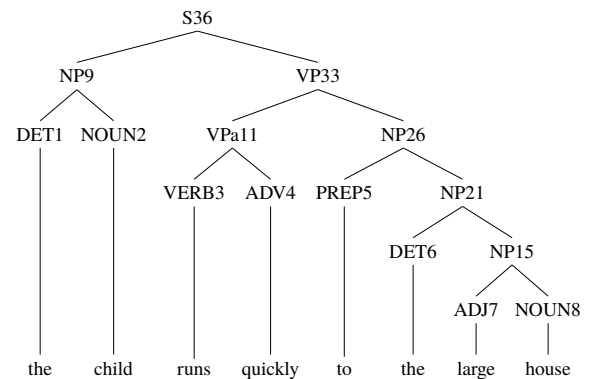 S36
NP9 VP33
DET1 NOUN2 VPa11 NP26
VERB3 ADV4 PREP5 NP21
DET6 NP15
ADJ7 NOUN8
the child runs quickly to the large house